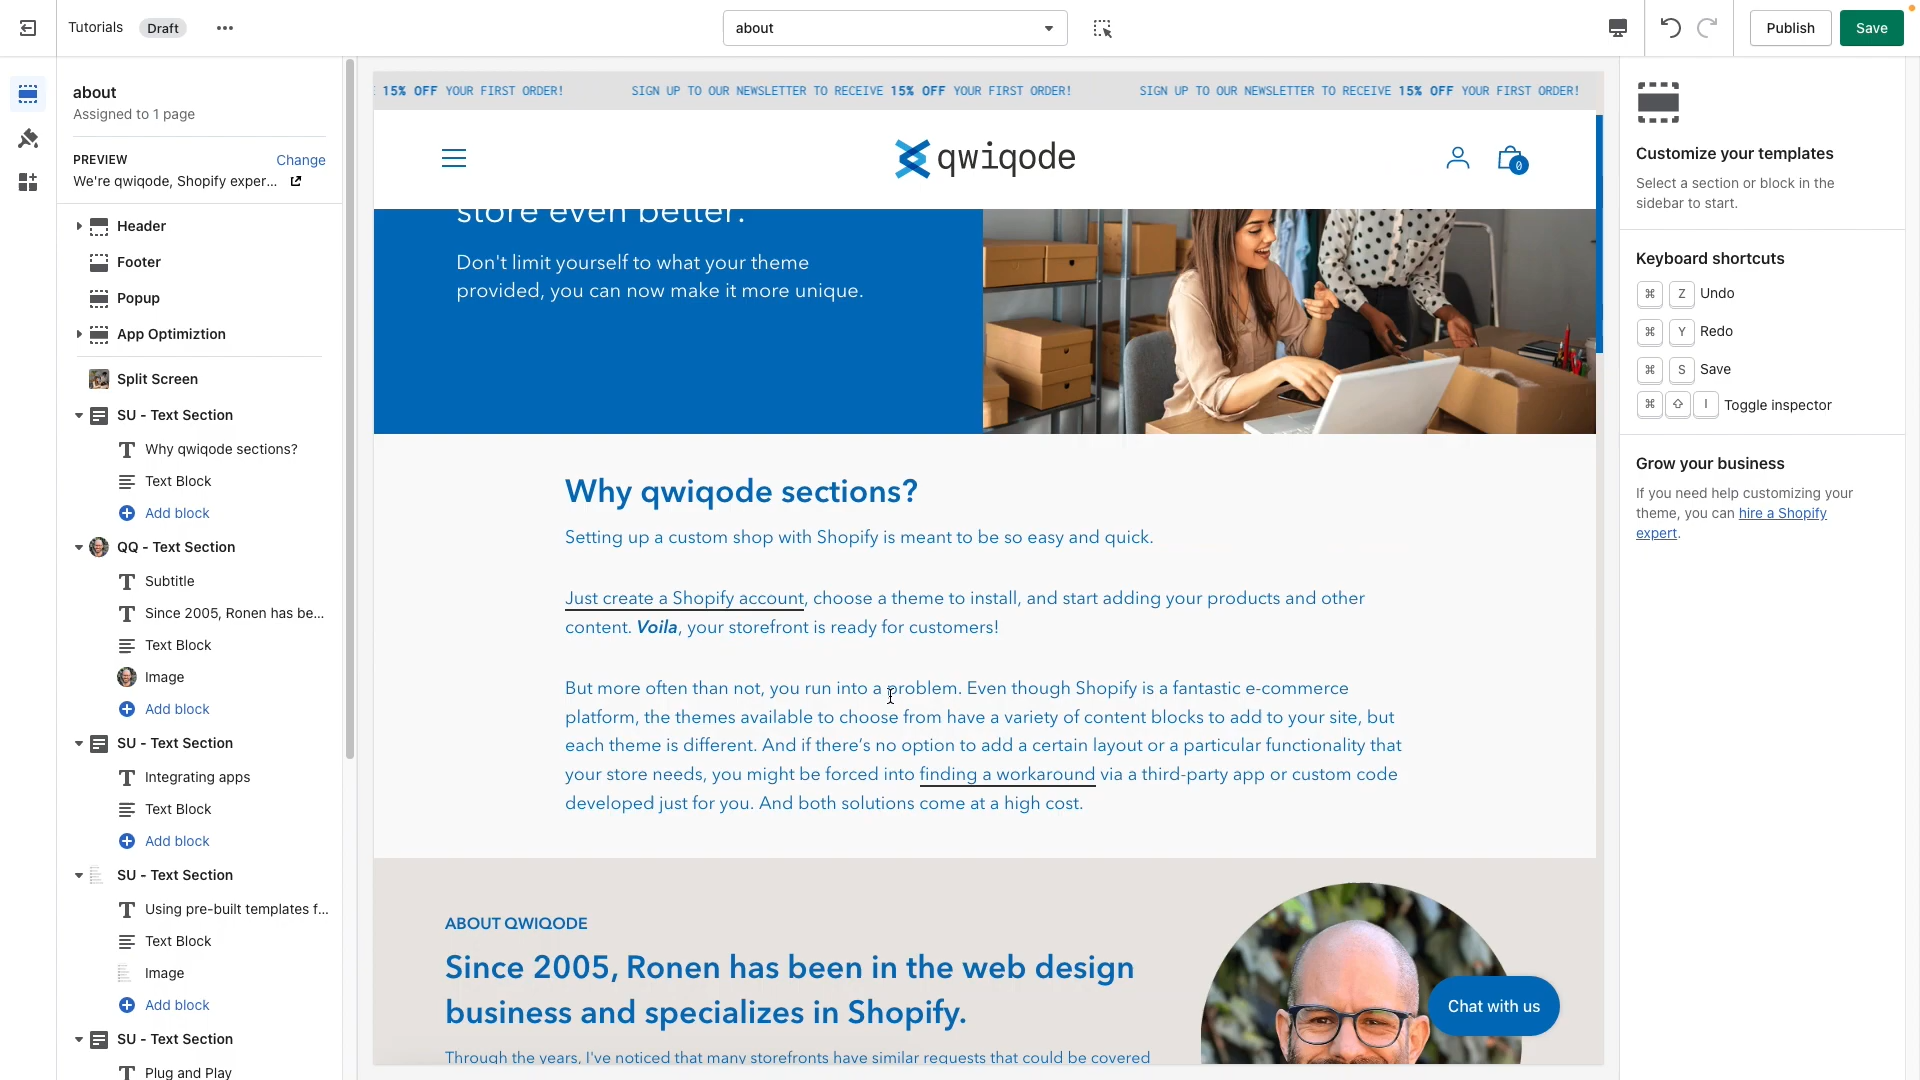 Tutorials Draft
about
Publish
Save
about
Assigned to 1 page
PREVIEW
Change
We're qwiqode, Shopify exper...
Header
Footer
Popup
App Optimiztion
Split Screen
SU - Text Section
Why qwiqode sections?
Text Block
Add block
QQ - Text Section
Subtitle
Since 2005, Ronen has be...
Text Block
Image
Add block
SU - Text Section
Integrating apps
Text Block
Add block
SU - Text Section
Using pre-built templates f...
Text Block
Image
Add block
SU - Text Section
Plug and Play
15% OFF YOUR FIRST ORDER! SIGN UP TO OUR NEWSLETTER TO RECEIVE 15% OFF YOUR FIRST ORDER! SIGN UP TO OUR NEWSLETTER TO RECEIVE 15% OFF YOUR FIRST ORDER!
qwiqode
0
store even better.
Don't limit yourself to what your theme
provided, you can now make it more unique.
Why qwiqode sections?
Setting up a custom shop with Shopify is meant to be so easy and quick.
Just create a Shopify account, choose a theme to install, and start adding your products and other
content. Voila, your storefront is ready for customers!
But more often than not, you run into a problem. Even though Shopify is a fantastic e-commerce
platform, the themes available to choose from have a variety of content blocks to add to your site, but
each theme is different. And if there's no option to add a certain layout or a particular functionality that
your store needs, you might be forced into finding a workaround via a third-party app or custom code
developed just for you. And both solutions come at a high cost.
ABOUT QWIQODE
Since 2005, Ronen has been in the web design
business and specializes in Shopify.
Through the years, I've noticed that many storefronts have similar requests that could be covered
Chat with us
Customize your templates
Select a section or block in the
sidebar to start.
Keyboard shortcuts
⌘ Z Undo
⌘ Y Redo
⌘ S Save
⌘ ⇧ I Toggle inspector
Grow your business
If you need help customizing your
theme, you can hire a Shopify
expert.